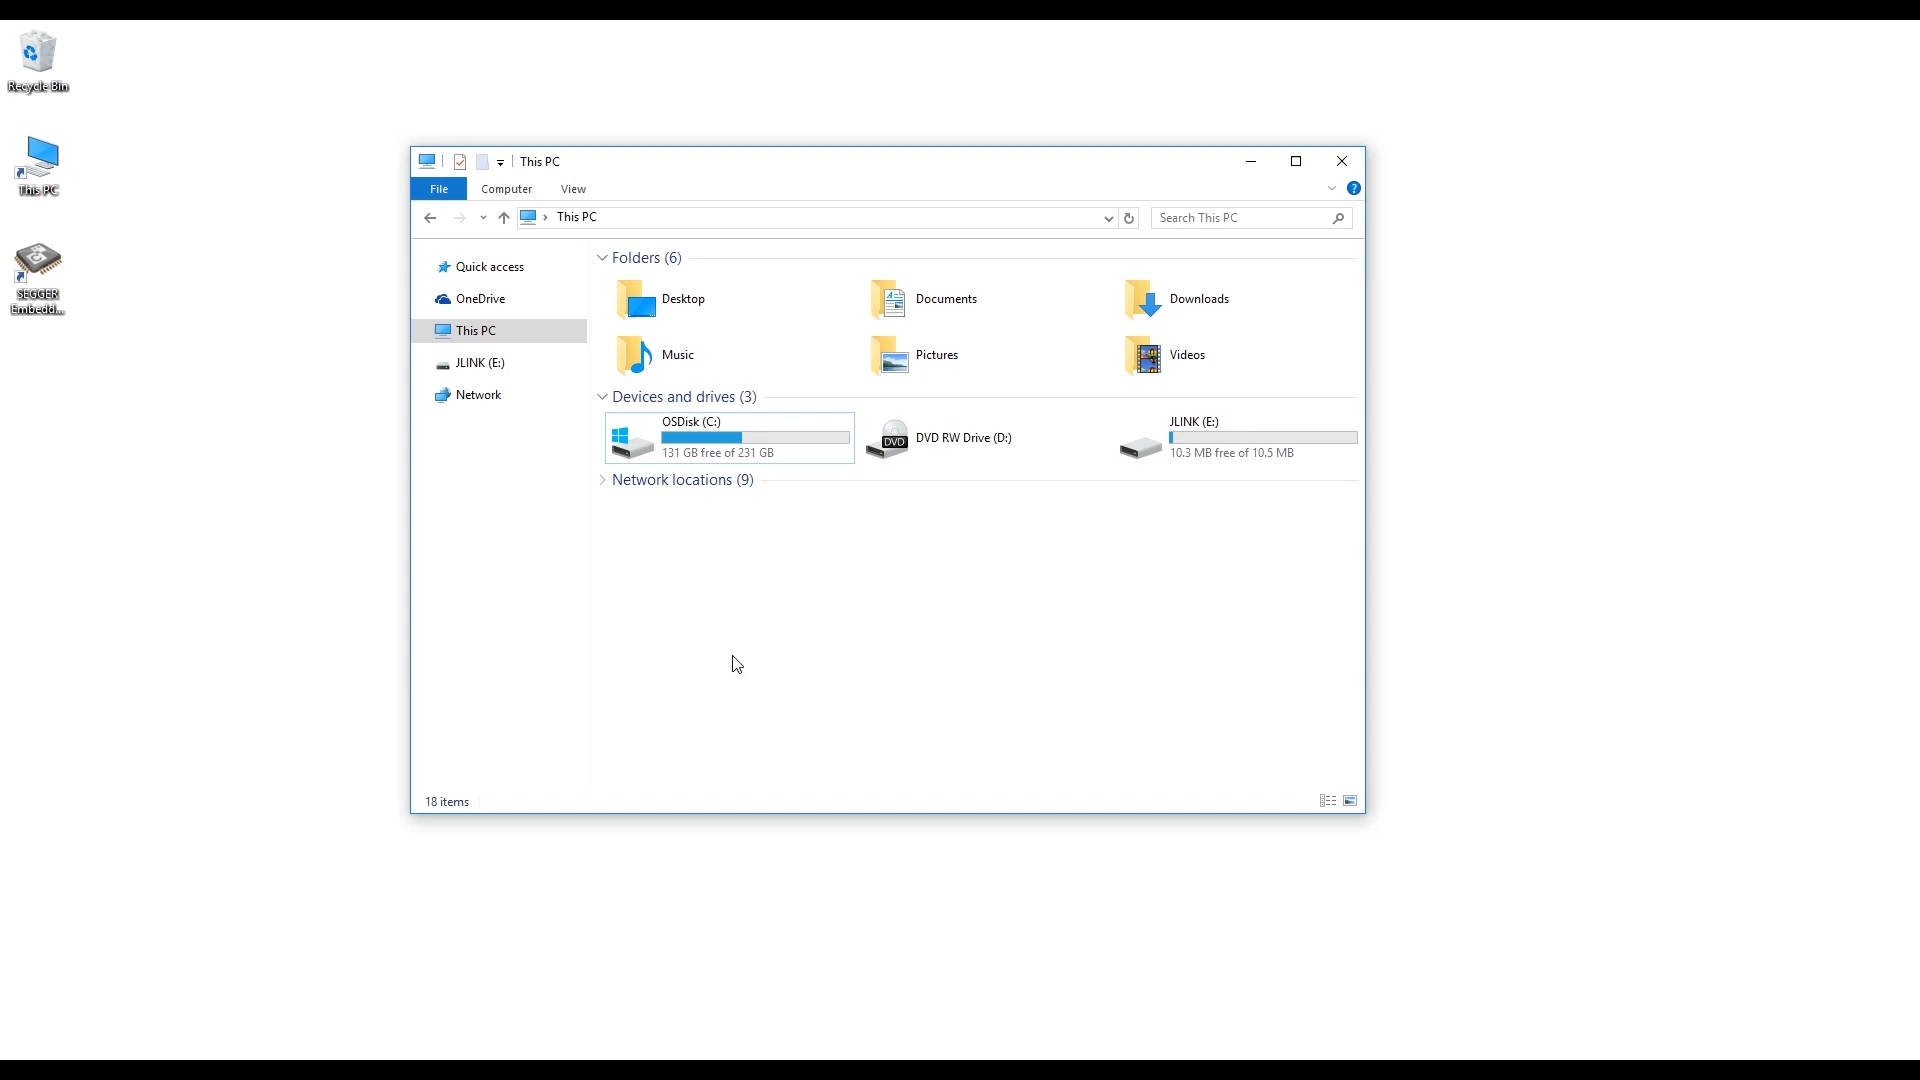 Recycle Bin
This PC
SEGGER
Embedd...
This PC
File Computer View
?
This PC
Search This PC
Quick access
OneDrive
This PC
JLINK (E:)
Network
Folders (6)
Desktop
Documents
Downloads
Music
Pictures
Videos
Devices and drives (3)
OSDisk (C:)
131 GB free of 231 GB
DVD
DVD RW Drive (D:)
JLINK (E:)
10.3 MB free of 10.5 MB
Network locations (9)
18 items